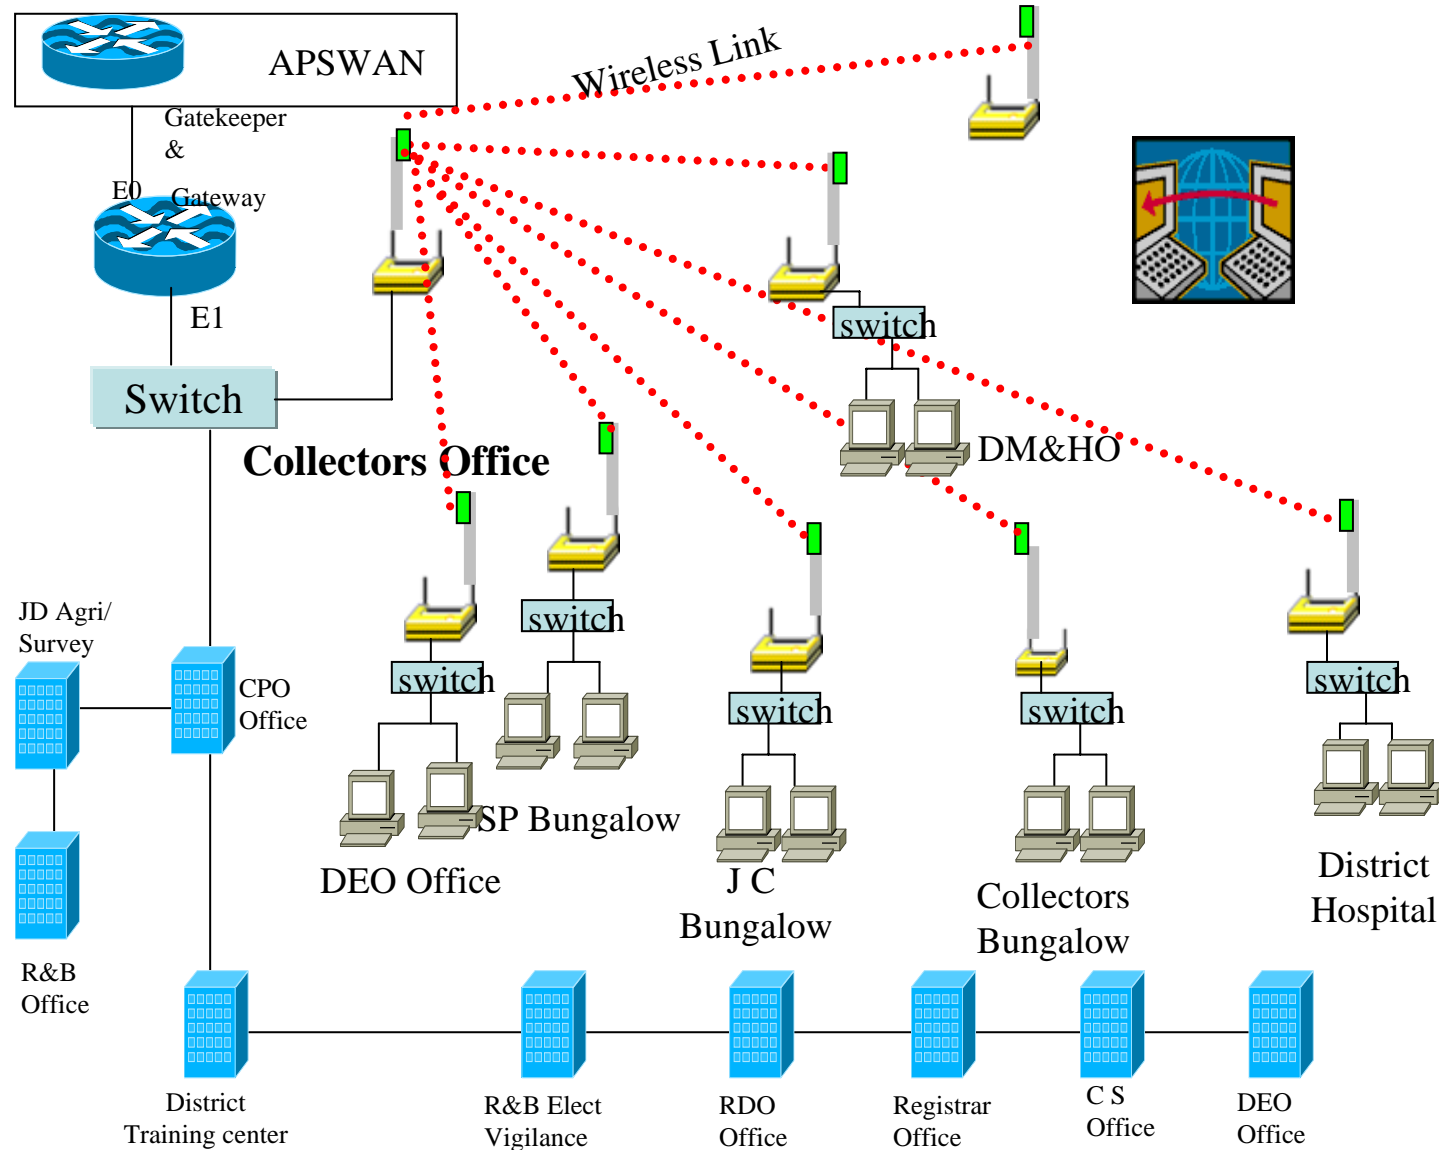 APSWAN
Wireless Link
Gatekeeper
&
E0 Gateway
E1
Switch
switch
Collectors Office
DM&HO
JD Agri/
Survey
CPO
Office
switch
switch
switch
switch
switch
SP Bungalow
DEO Office
J C
Bungalow
Collectors
Bungalow
District
Hospital
R&B
Office
District
Training center
R&B Elect
Vigilance
RDO
Office
Registrar
Office
C S
Office
DEO
Office